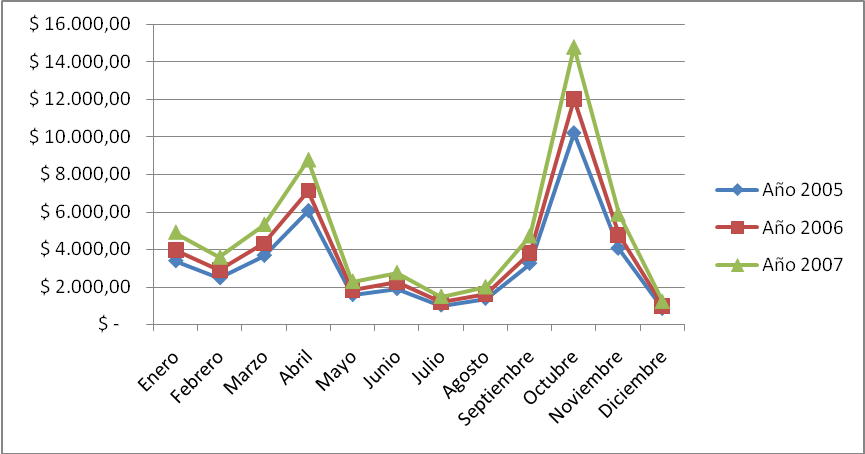 $ 16.000,00
$ 14.000,00
$ 12.000,00
$ 10.000,00
$ 8.000,00
$ 6.000,00
$ 4.000,00
$ 2.000,00
$ -
Enero
Febrero
Marzo
Abril
Mayo
Junio
Julio
Agosto
Septiembre
Octubre
Noviembre
Diciembre
Año 2005
Año 2006
Año 2007